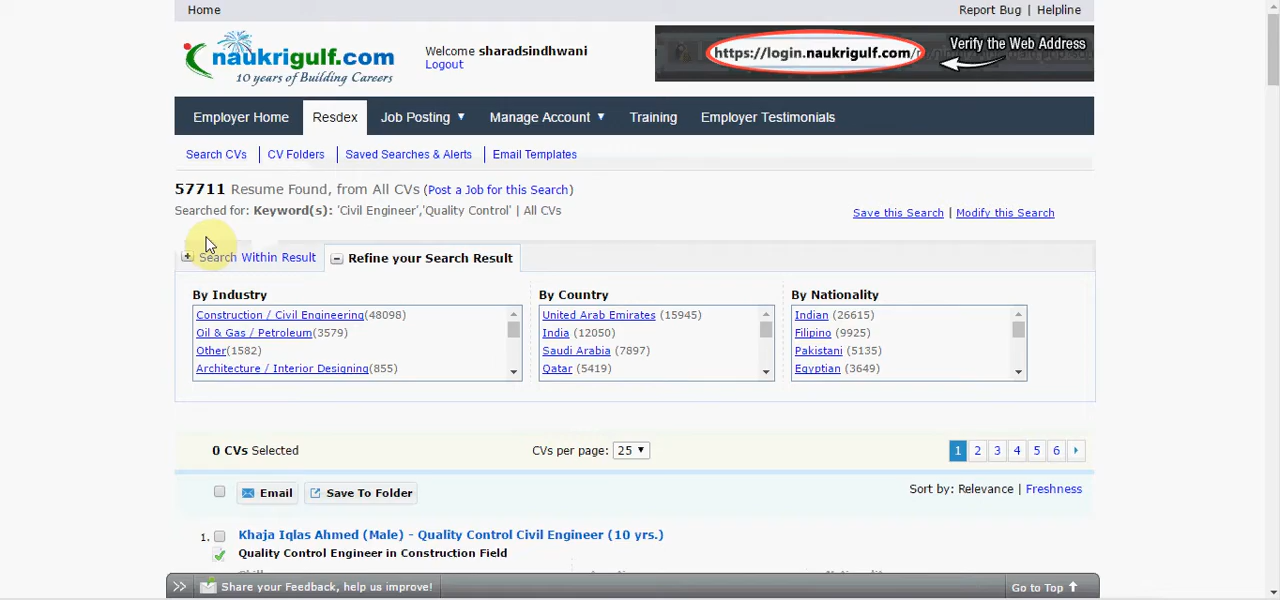 Home Report Bug | Helpline
naukrigulf.com
10 years of Building Careers
Welcome sharadsindhwani
Logout
https://login.naukrigulf.com/
Verify the Web Address
Employer Home Resdex Job Posting ▼ Manage Account ▼ Training Employer Testimonials
Search CVs | CV Folders | Saved Searches & Alerts | Email Templates
57711 Resume Found, from All CVs (Post a Job for this Search)
Searched for: Keyword(s): 'Civil Engineer','Quality Control' | All CVs
Save this Search | Modify this Search
Search Within Result Refine your Search Result
By Industry By Country By Nationality
Construction / Civil Engineering(48098) United Arab Emirates (15945) Indian (26615)
Oil & Gas / Petroleum(3579) India (12050) Filipino (9925)
Other(1582) Saudi Arabia (7897) Pakistani (5135)
Architecture / Interior Designing(855) Qatar (5419) Egyptian (3649)
0 CVs Selected CVs per page: 25 ▼ 1 2 3 4 5 6
Email Save To Folder Sort by: Relevance | Freshness
1. Khaja Iqlas Ahmed (Male) - Quality Control Civil Engineer (10 yrs.)
Quality Control Engineer in Construction Field
Share your Feedback, help us improve! Go to Top